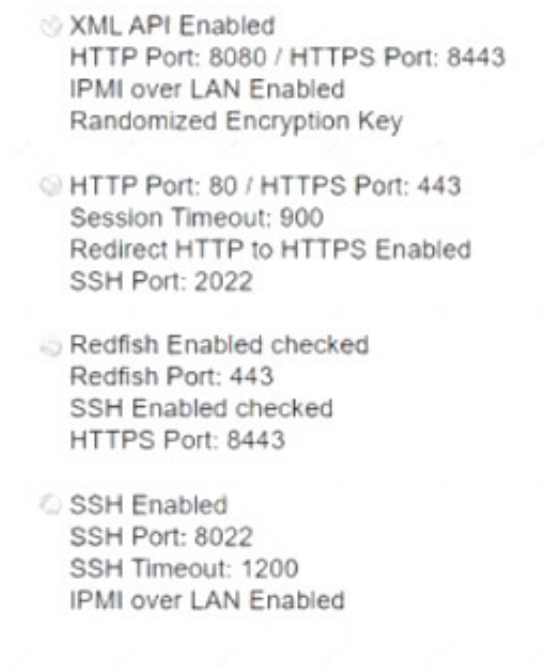 XML API Enabled
HTTP Port: 8080 / HTTPS Port: 8443
IPMI over LAN Enabled
Randomized Encryption Key
HTTP Port: 80 / HTTPS Port: 443
Session Timeout: 900
Redirect HTTP to HTTPS Enabled
SSH Port: 2022
Redfish Enabled checked
Redfish Port: 443
SSH Enabled checked
HTTPS Port: 8443
SSH Enabled
SSH Port: 8022
SSH Timeout: 1200
IPMI over LAN Enabled